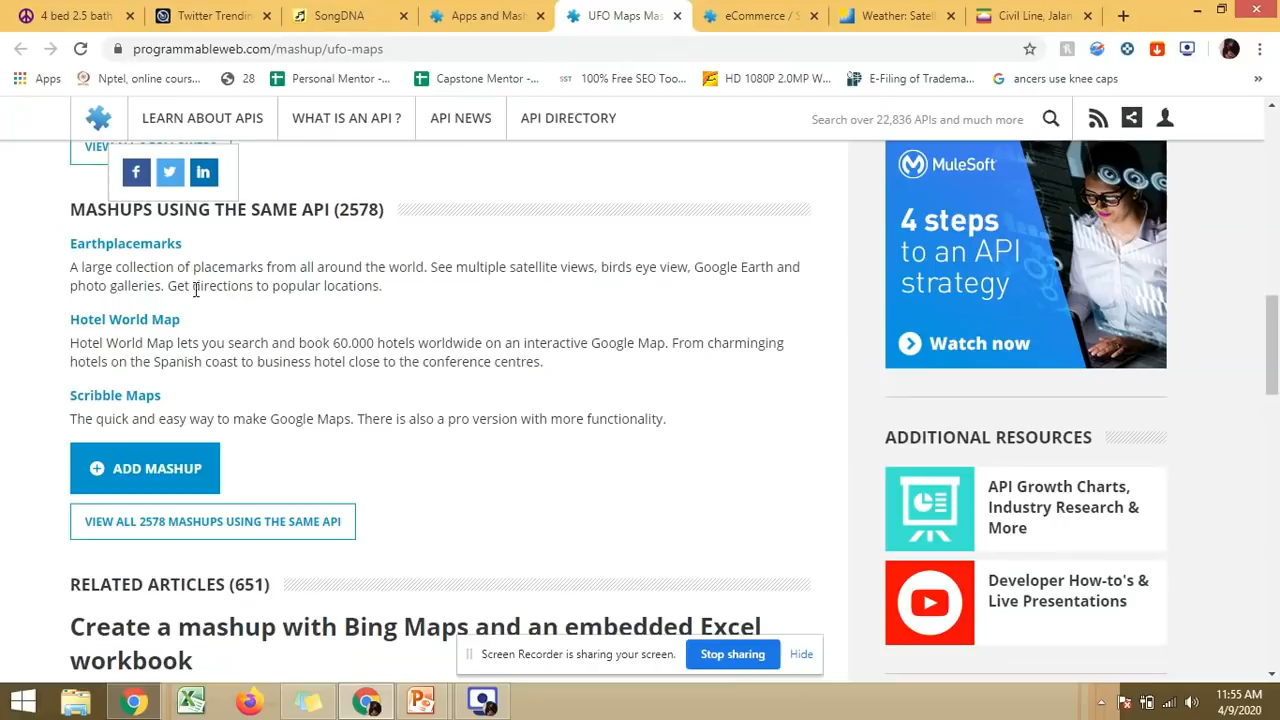 4 bed 2.5 bath
Twitter Trendin
SongDNA
Apps and Mash
UFO Maps Mas
eCommerce / S
Weather: Satell
Civil Line, Jalan
programmableweb.com/mashup/ufo-maps
Apps
Nptel, online cours...
28
Personal Mentor -...
Capstone Mentor -...
SST
100% Free SEO Too...
HD 1080P 2.0MP W...
E-Filing of Tradema...
ancers use knee caps
LEARN ABOUT APIS
WHAT IS AN API ?
API NEWS
API DIRECTORY
Search over 22,836 APIs and much more
MASHUPS USING THE SAME API (2578)
Earthplacemarks
A large collection of placemarks from all around the world. See multiple satellite views, birds eye view, Google Earth and
photo galleries. Get directions to popular locations.
Hotel World Map
Hotel World Map lets you search and book 60.000 hotels worldwide on an interactive Google Map. From charminging
hotels on the Spanish coast to business hotel close to the conference centres.
Scribble Maps
The quick and easy way to make Google Maps. There is also a pro version with more functionality.
ADD MASHUP
VIEW ALL 2578 MASHUPS USING THE SAME API
RELATED ARTICLES (651)
Create a mashup with Bing Maps and an embedded Excel
workbook
MuleSoft
4 steps
to an API
strategy
Watch now
ADDITIONAL RESOURCES
API Growth Charts,
Industry Research &
More
Developer How-to's &
Live Presentations
Screen Recorder is sharing your screen.
Stop sharing
Hide
11:55 AM
4/9/2020